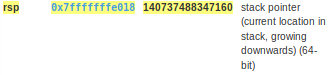 rsp 0x7fffffffe018 140737488347160 stack pointer
(current location in
stack, growing
downwards) (64-
bit)